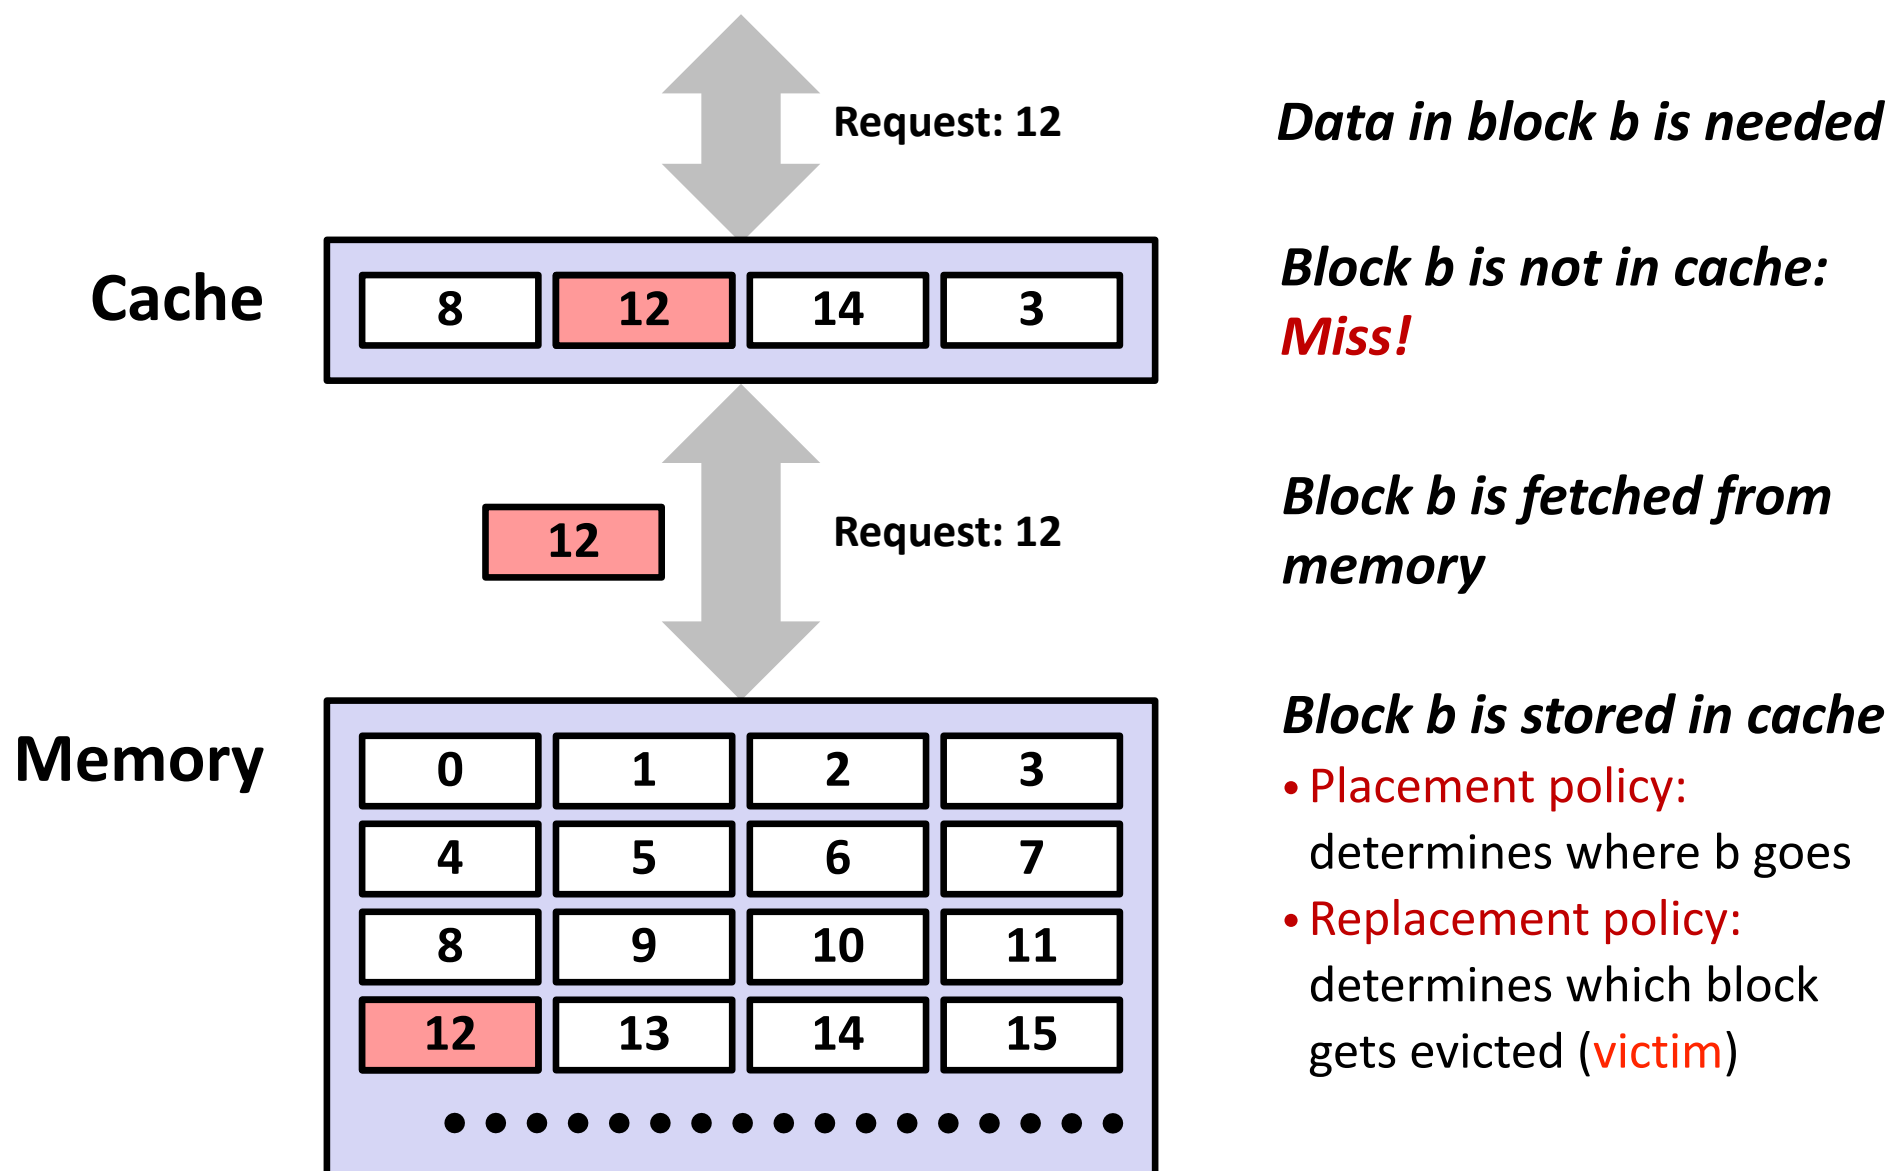 Request: 12
Data in block b is needed
Cache
8 12 14 3
Block b is not in cache:
Miss!
12
Request: 12
Block b is fetched from
memory
Memory
0 1 2 3
4 5 6 7
8 9 10 11
12 13 14 15
Block b is stored in cache
• Placement policy:
determines where b goes
• Replacement policy:
determines which block
gets evicted (victim)